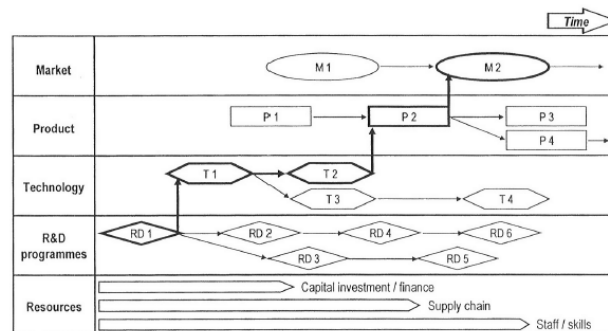 Time
Market
M 1
M 2
Product
P 1
P 2
P 3
P 4
Technology
T 1
T 2
T 3
T 4
R&D
programmes
RD 1
RD 2
RD 4
RD 6
RD 3
RD 5
Resources
Capital investment / finance
Supply chain
Staff / skills